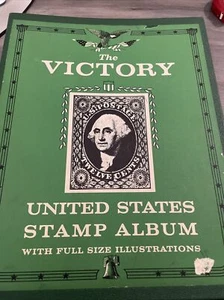 The
VICTORY
U.S. POSTAGE
TWELVE CENTS
UNITED STATES
STAMP ALBUM
WITH FULL SIZE ILLUSTRATIONS